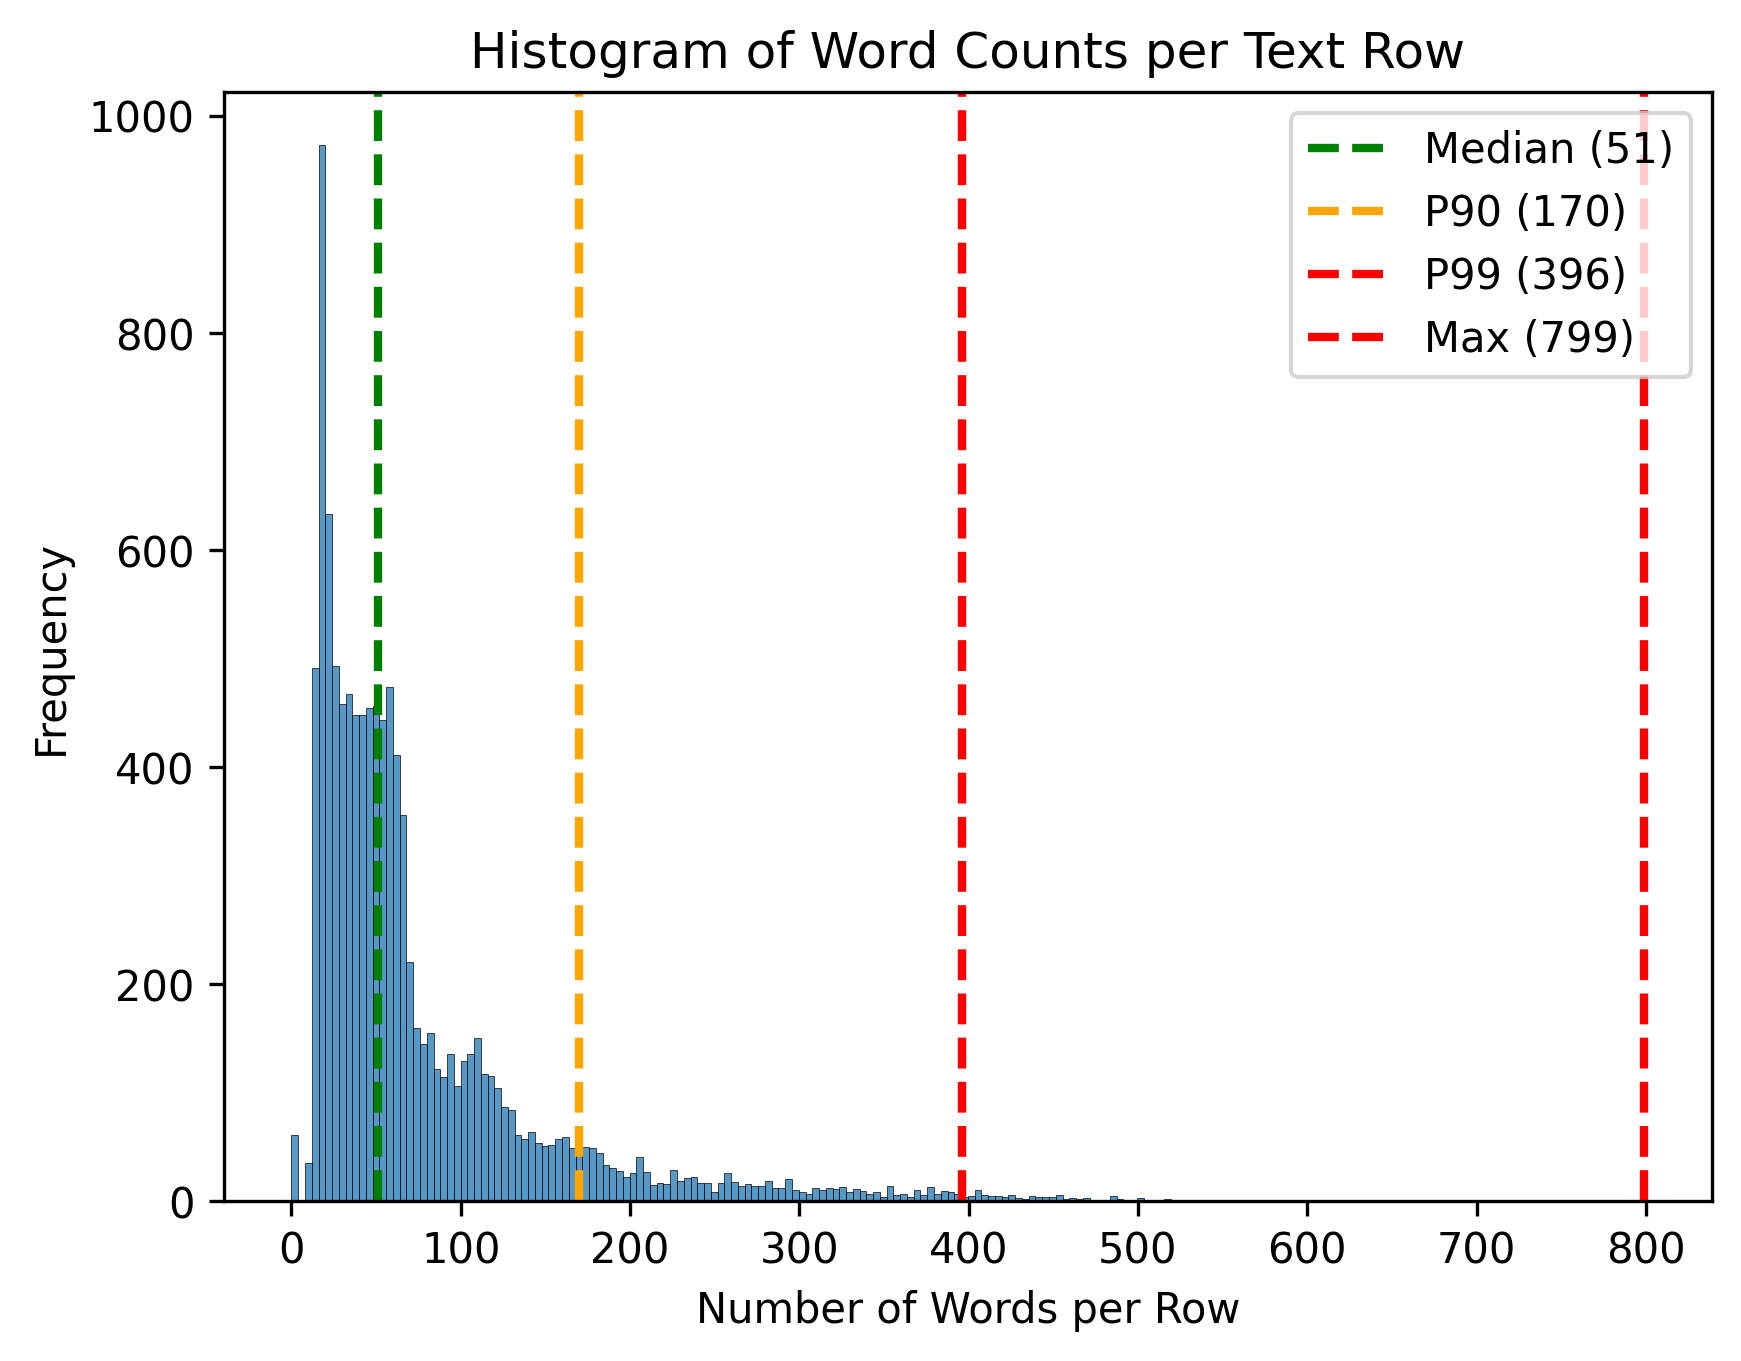 Histogram of Word Counts per Text Row
Median (51)
P90 (170)
P99 (396)
Max (799)
Frequency
1000
800
600
400
200
0
0 100 200 300 400 500 600 700 800
Number of Words per Row